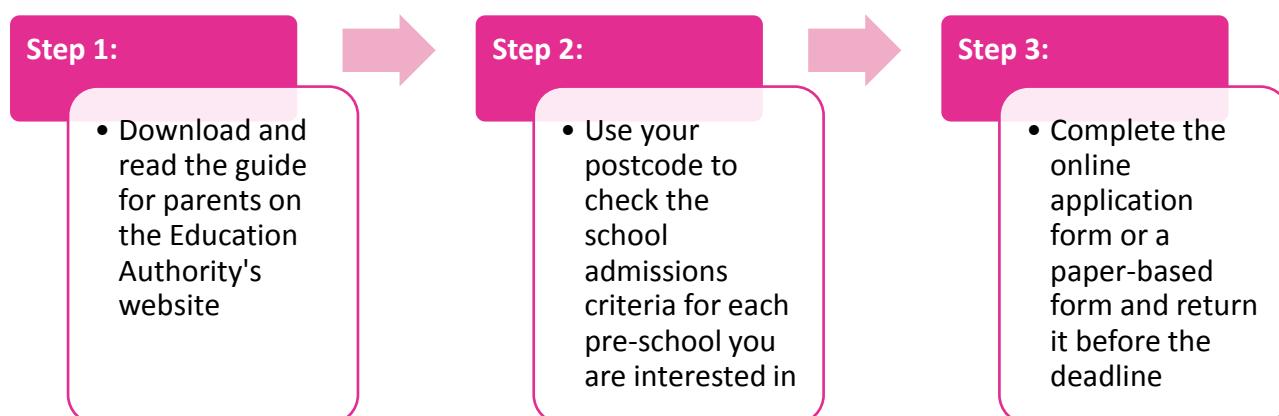 Step 1:
• Download and
read the guide
for parents on
the Education
Authority's
website
Step 2:
• Use your
postcode to
check the
school
admissions
criteria for each
pre-school you
are interested in
Step 3:
• Complete the
online
application
form or a
paper-based
form and return
it before the
deadline